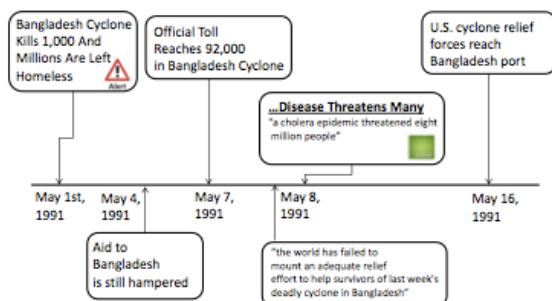 Bangladesh Cyclone
Kills 1,000 And
Millions Are Left
Homeless
Alert
Official Toll
Reaches 92,000
in Bangladesh Cyclone
U.S. cyclone relief
forces reach
Bangladesh port
...Disease Threatens Many
"a cholera epidemic threatened eight
million people"
May 1st,
1991
May 4,
1991
May 7,
1991
May 8,
1991
May 16,
1991
Aid to
Bangladesh
is still hampered
"the world has failed to
mount an adequate relief
effort to help survivors of last week's
deadly cyclone in Bangladesh"